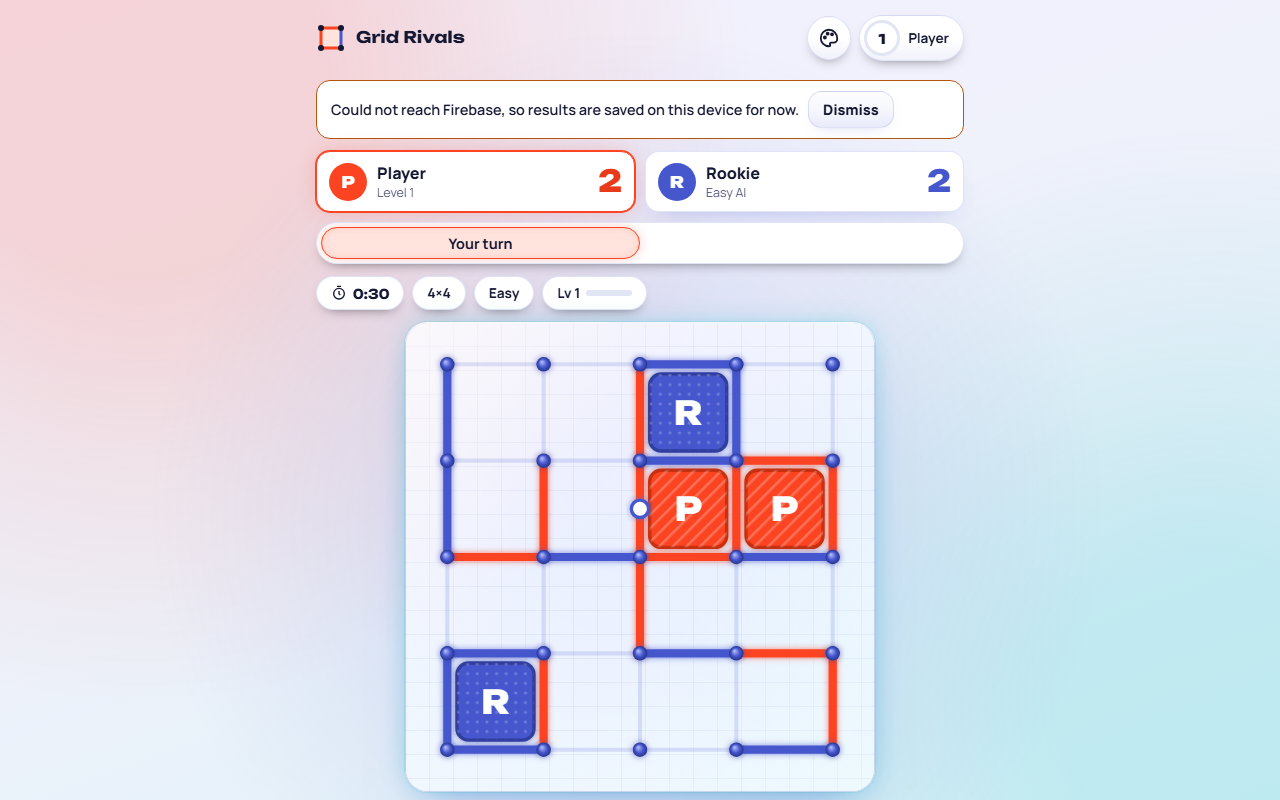 Grid Rivals
1 Player
Could not reach Firebase, so results are saved on this device for now. Dismiss
P Player Level 1 2
R Rookie Easy AI 2
Your turn
0:30 4×4 Easy Lv 1
R
P P
R